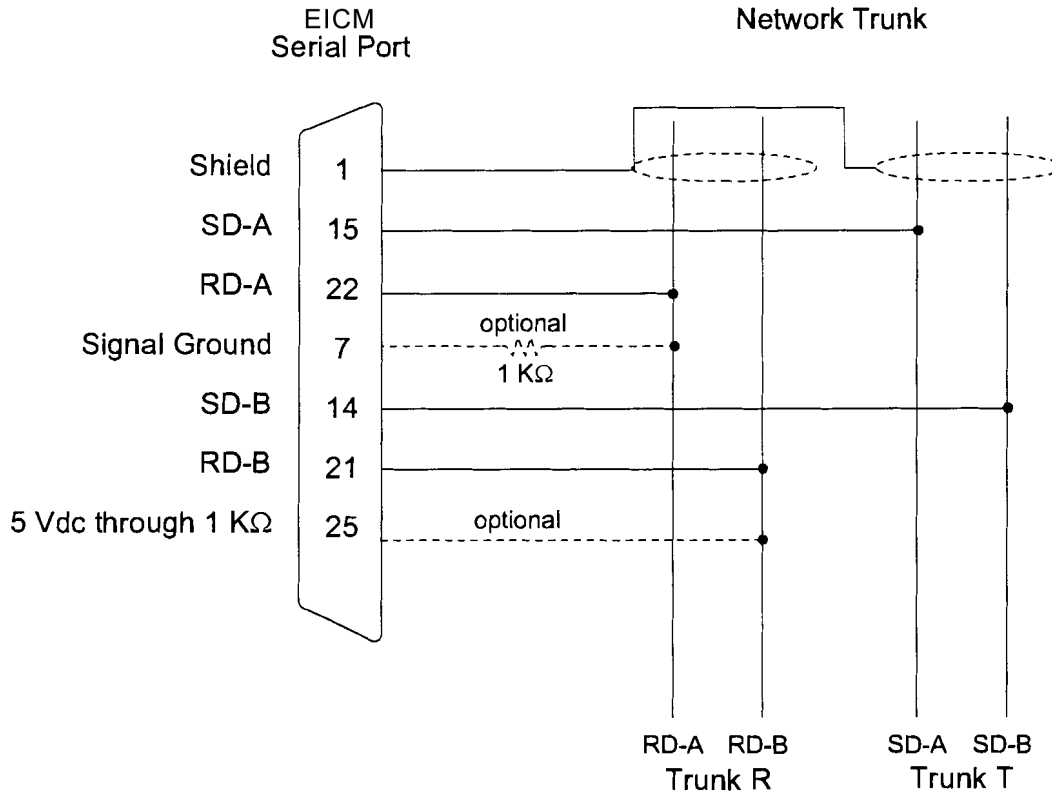 EICM
Serial Port
Network Trunk
Shield 1
SD-A 15
RD-A 22
optional
Signal Ground 7
1 KΩ
SD-B 14
RD-B 21
5 Vdc through 1 KΩ 25 optional
RD-A RD-B SD-A SD-B
Trunk R Trunk T